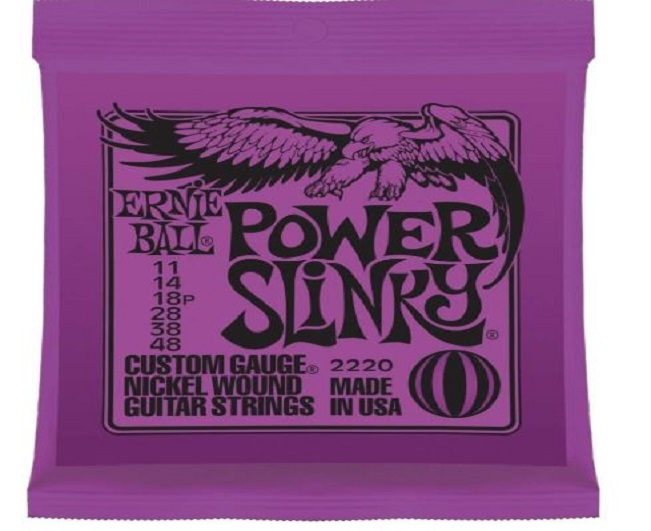 ERNiE
BALL®
POWER
SLiNKY®
11
14
18P
28
38
48
CUSTOM GAUGE®
NICKEL WOUND
GUITAR STRINGS
2220
MADE
IN USA